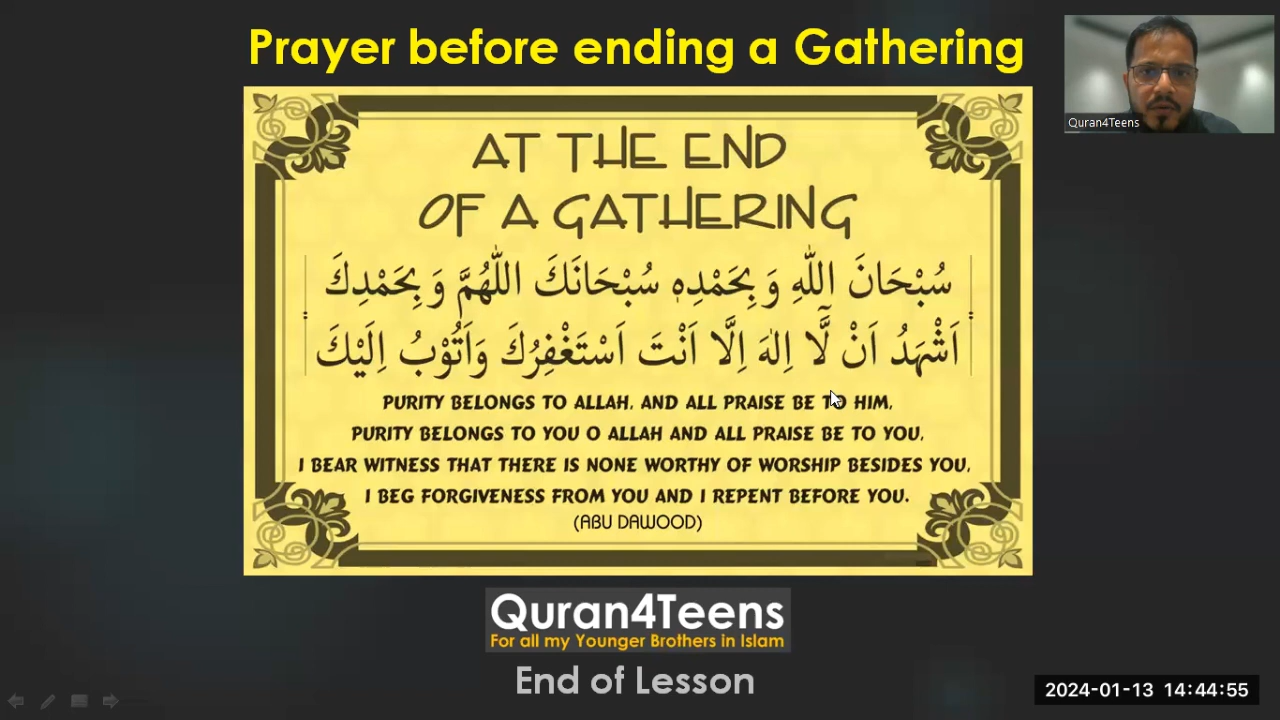 Prayer before ending a Gathering
Quran4Teens
AT THE END
OF A GATHERING
سُبْحَانَ اللّٰهِ وَ بِحَمْدِهٖ سُبْحَانَكَ اللّٰهُمَّ وَ بِحَمْدِكَ
اَشْهَدُ اَنْ لَّآ اِلٰهَ اِلَّا اَنْتَ اَسْتَغْفِرُكَ وَاَتُوْبُ اِلَيْكَ
PURITY BELONGS TO ALLAH, AND ALL PRAISE BE TO HIM,
PURITY BELONGS TO YOU O ALLAH AND ALL PRAISE BE TO YOU,
I BEAR WITNESS THAT THERE IS NONE WORTHY OF WORSHIP BESIDES YOU,
I BEG FORGIVENESS FROM YOU AND I REPENT BEFORE YOU.
(ABU DAWOOD)
Quran4Teens
For all my Younger Brothers in Islam
End of Lesson
2024-01-13 14:44:55